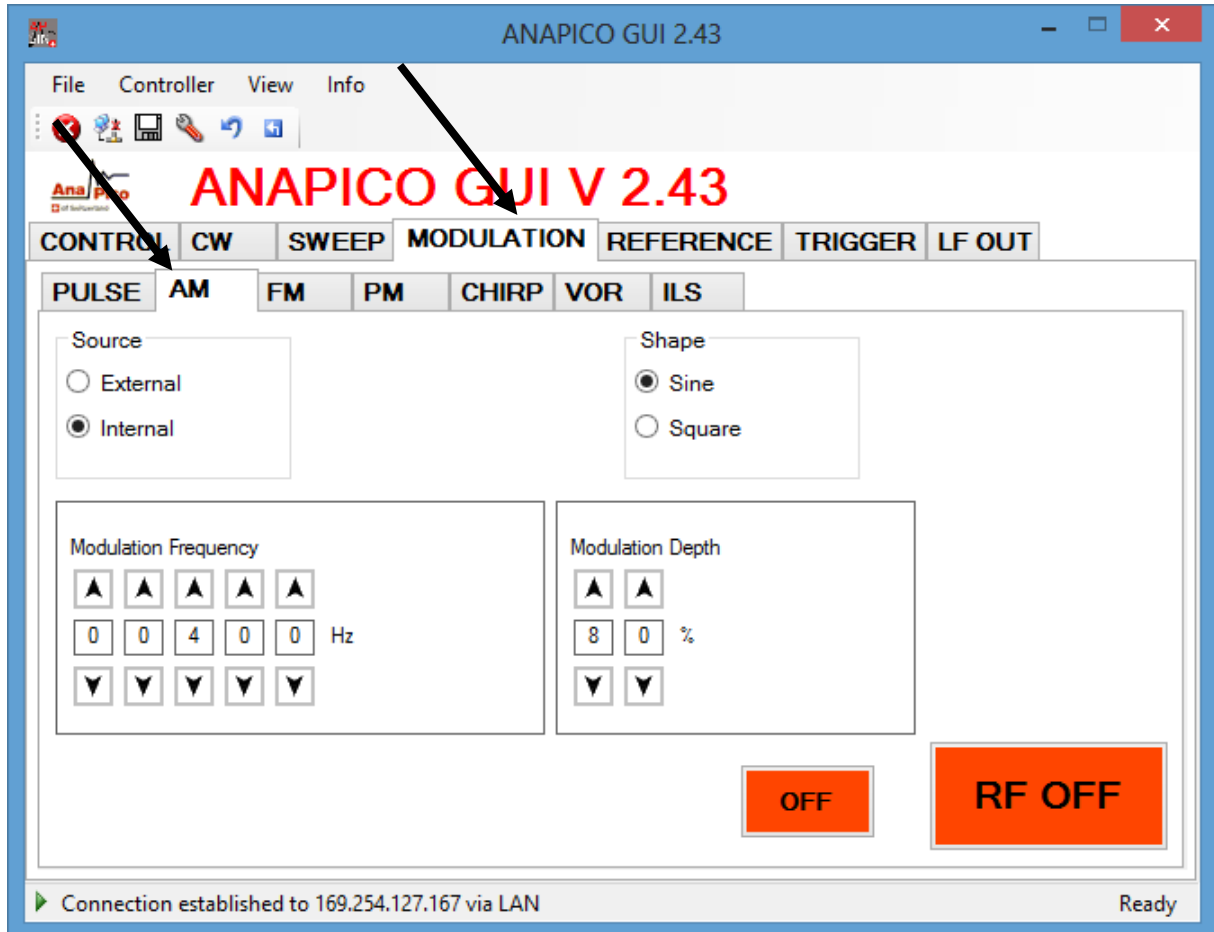 ANAPICO GUI 2.43
File Controller View Info
Ana Pico
ANAPICO GUI V 2.43
CONTROL CW SWEEP MODULATION REFERENCE TRIGGER LF OUT
PULSE AM FM PM CHIRP VOR ILS
Source Shape
External Sine
Internal Square
Modulation Frequency Modulation Depth
0 0 4 0 0 Hz 8 0 %
OFF RF OFF
Connection established to 169.254.127.167 via LAN Ready